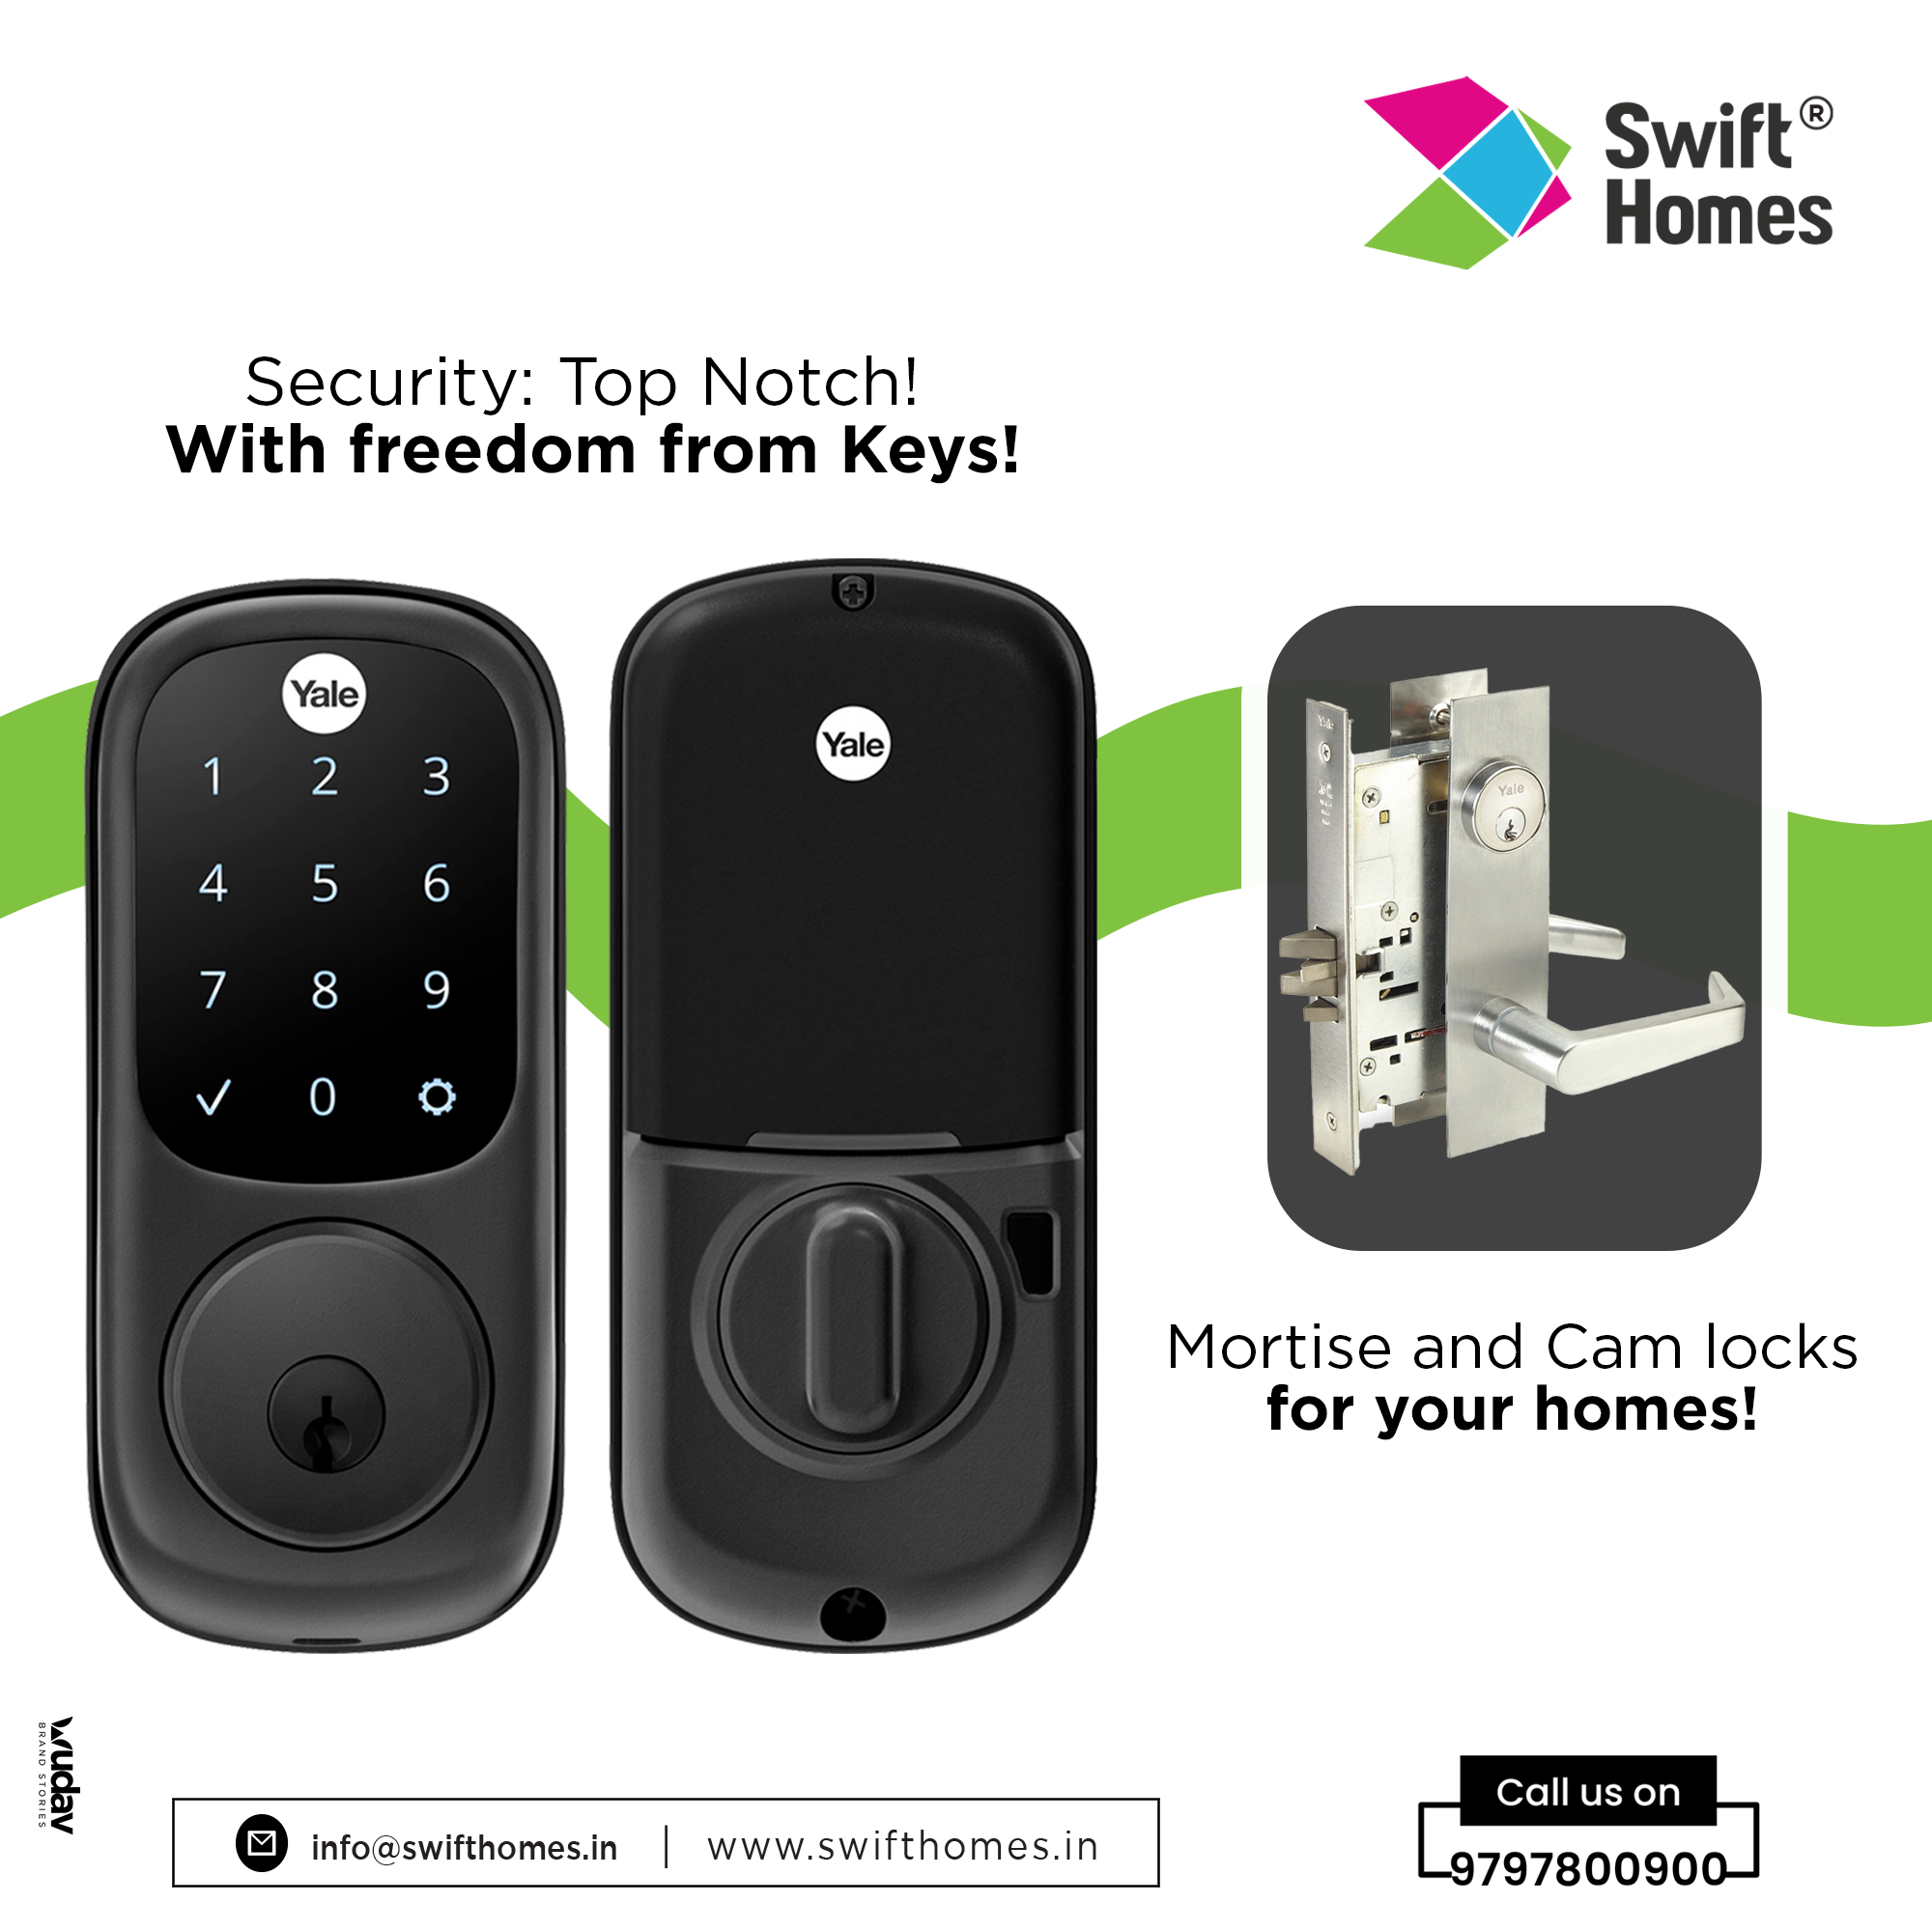 Swift®
Homes
Security: Top Notch!
With freedom from Keys!
Yale
1 2 3
4 5 6
7 8 9
✓ 0
Yale
Yale
Yale
Mortise and Cam locks
for your homes!
wudav
BRAND STORIES
info@swifthomes.in | www.swifthomes.in
Call us on
9797800900